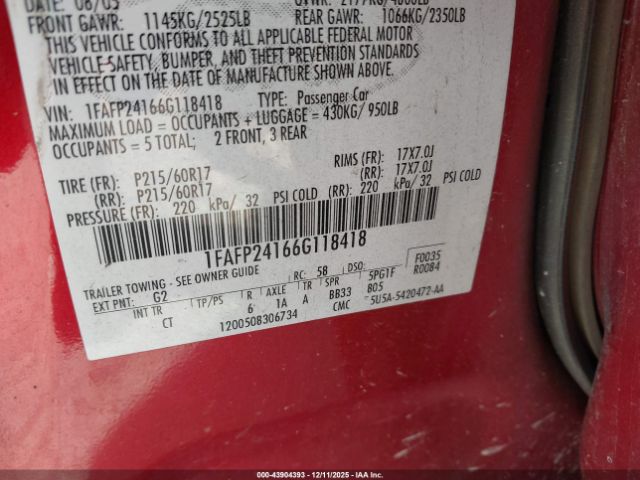 DATE: 08/05
FRONT GAWR: 1145KG/2525LB REAR GAWR: 1066KG/2350LB
THIS VEHICLE CONFORMS TO ALL APPLICABLE FEDERAL MOTOR
VEHICLE SAFETY, BUMPER, AND THEFT PREVENTION STANDARDS
IN EFFECT ON THE DATE OF MANUFACTURE SHOWN ABOVE.
VIN: 1FAFP24166G118418 TYPE: Passenger Car
MAXIMUM LOAD = OCCUPANTS + LUGGAGE = 430KG/ 950LB
OCCUPANTS = 5 TOTAL; 2 FRONT, 3 REAR
TIRE (FR): P215/60R17 RIMS (FR): 17X7.0J
(RR): P215/60R17 (RR): 17X7.0J
PRESSURE (FR): 220 kPa/ 32 PSI COLD (RR): 220 kPa/ 32 PSI COLD
1FAFP24166G118418
TRAILER TOWING - SEE OWNER GUIDE RC: 58 DSO: F0035
EXT PNT: G2 5PG1F R0084
INT TR TP/PS R AXLE TR SPR 805
CT 6 1A A BB33 5U5A-5420472-AA
1200508306734 CMC
000-43904393 - 12/11/2025 - IAAI.com